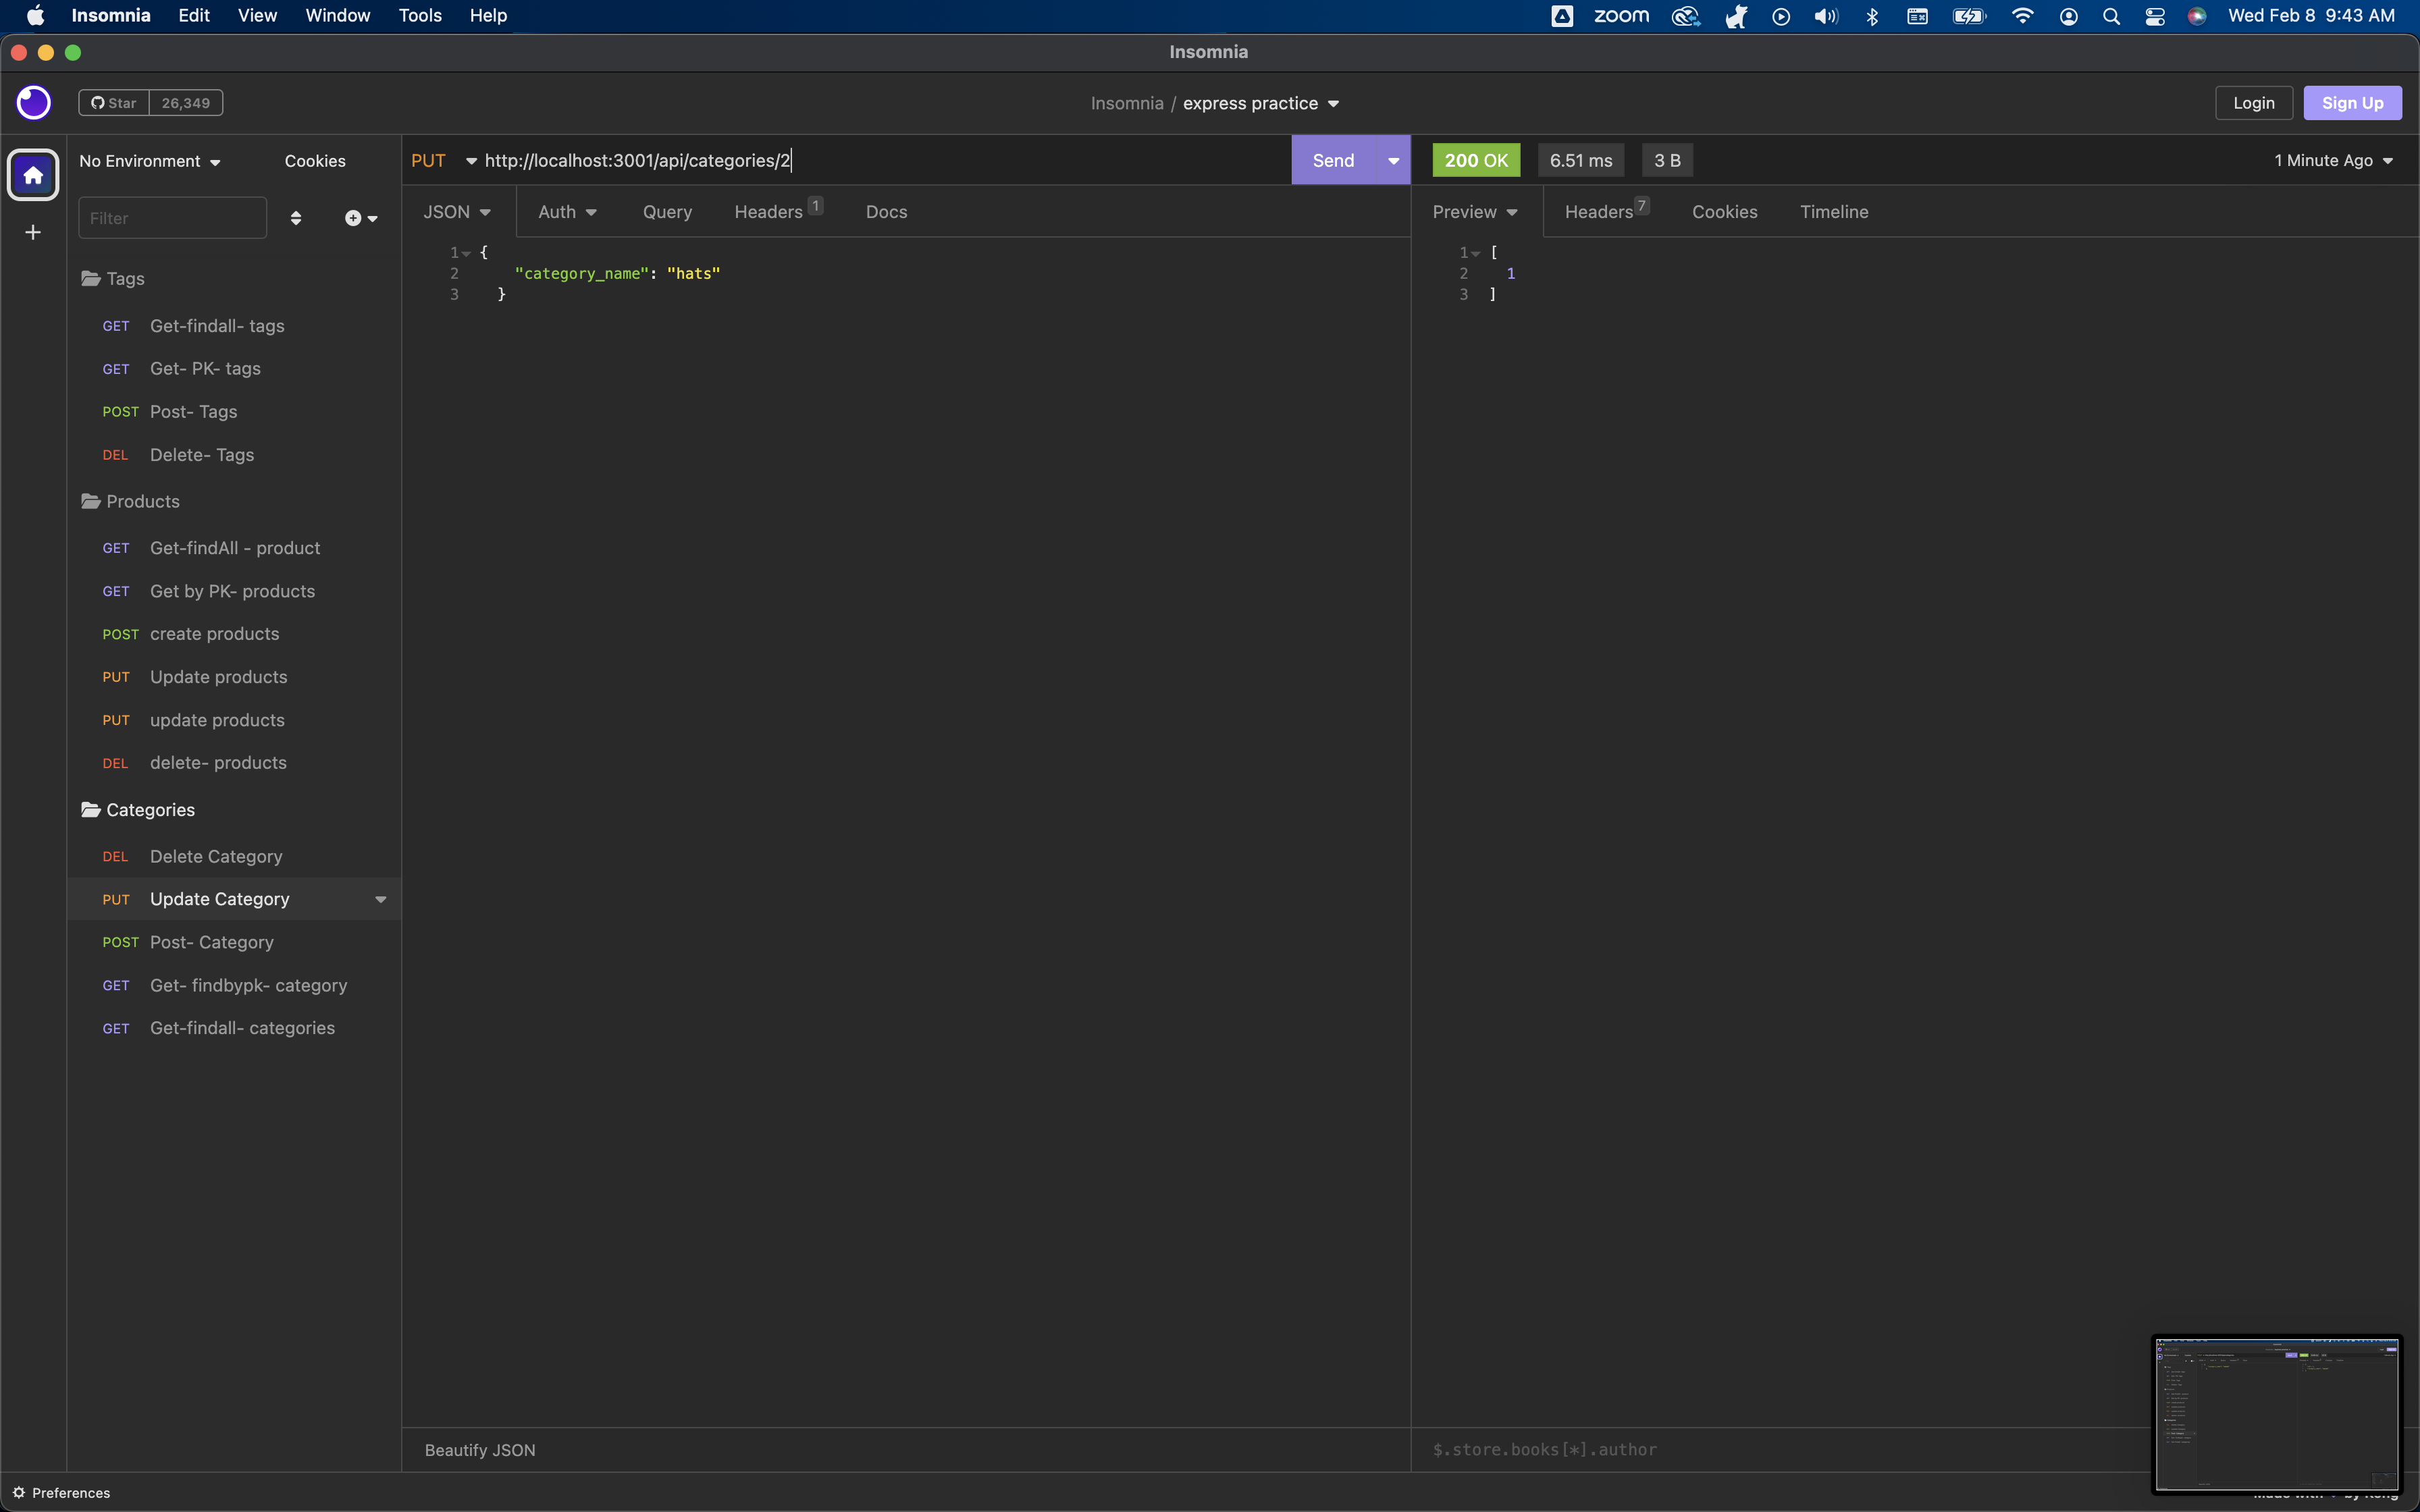 Insomnia Edit View Window Tools Help zoom Wed Feb 8 9:43 AM
Insomnia
Star 26,349 Insomnia / express practice Login Sign Up
No Environment Cookies PUT http://localhost:3001/api/categories/2 Send 200 OK 6.51 ms 3 B 1 Minute Ago
Filter JSON Auth Query Headers 1 Docs Preview Headers 7 Cookies Timeline
1 {
2 "category_name": "hats"
3 }
1 [
2 1
3 ]
Tags
GET Get-findall- tags
GET Get- PK- tags
POST Post- Tags
DEL Delete- Tags
Products
GET Get-findAll - product
GET Get by PK- products
POST create products
PUT Update products
PUT update products
DEL delete- products
Categories
DEL Delete Category
PUT Update Category
POST Post- Category
GET Get- findbypk- category
GET Get-findall- categories
Beautify JSON $.store.books[*].author
Preferences